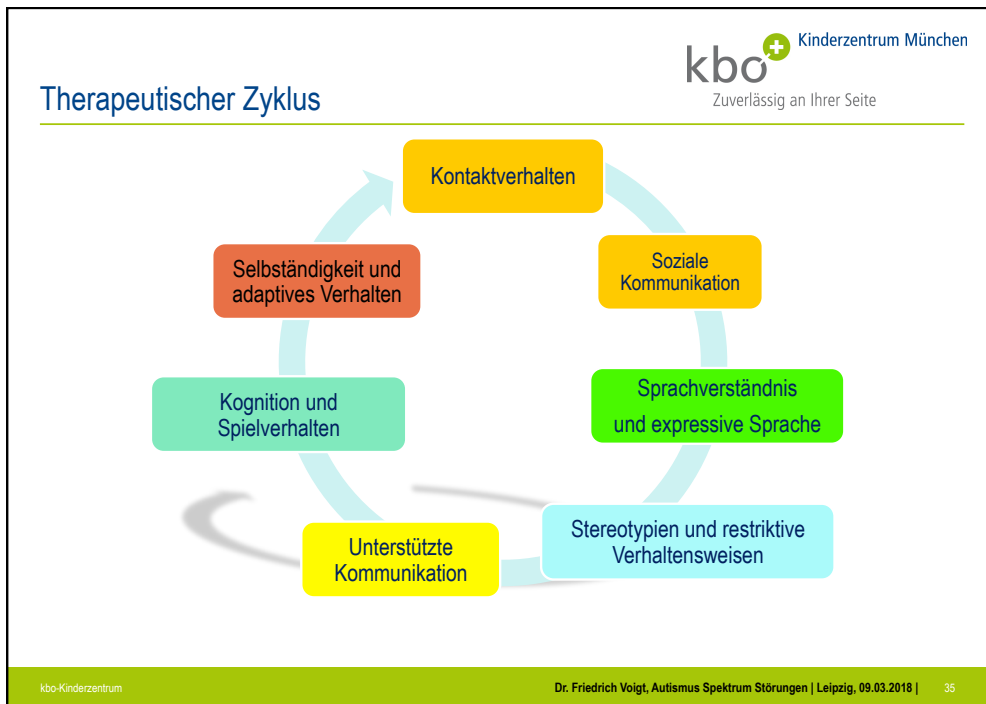 kbo
Kinderzentrum München
Zuverlässig an Ihrer Seite
Therapeutischer Zyklus
Kontaktverhalten
Soziale
Kommunikation
Sprachverständnis
und expressive Sprache
Stereotypien und restriktive
Verhaltensweisen
Unterstützte
Kommunikation
Kognition und
Spielverhalten
Selbständigkeit und
adaptives Verhalten
kbo-Kinderzentrum
Dr. Friedrich Voigt, Autismus Spektrum Störungen | Leipzig, 09.03.2018 | 35